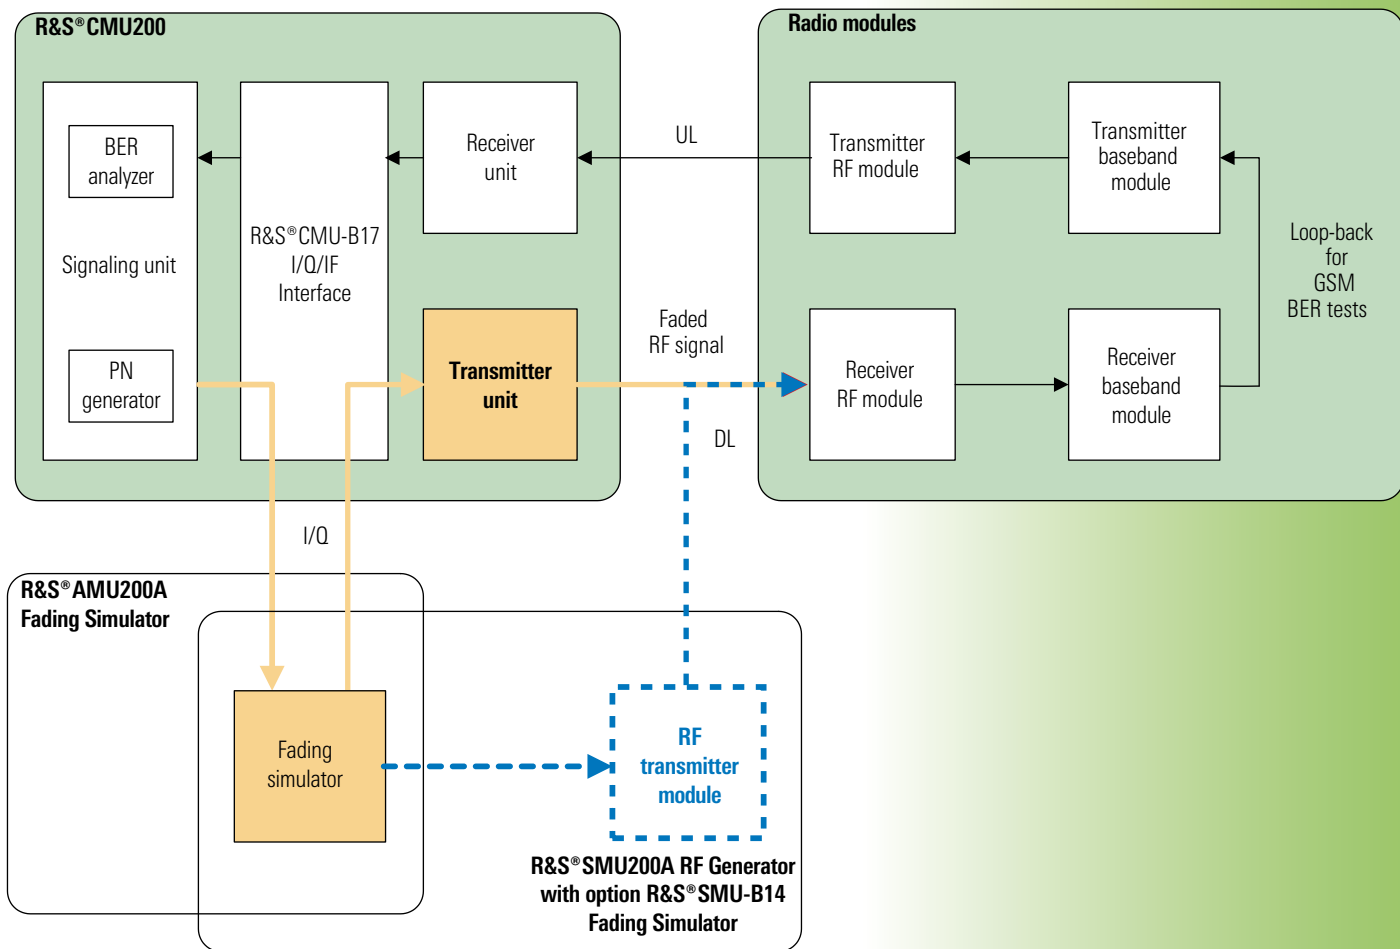 R&S®CMU200
Radio modules
BER
analyzer
Signaling unit
PN
generator
R&S®CMU-B17
I/Q/IF
Interface
Receiver
unit
Transmitter
unit
UL
Faded
RF signal
DL
Transmitter
RF module
Transmitter
baseband
module
Receiver
RF module
Receiver
baseband
module
Loop-back
for
GSM
BER tests
I/Q
R&S®AMU200A
Fading Simulator
Fading
simulator
RF
transmitter
module
R&S®SMU200A RF Generator
with option R&S®SMU-B14
Fading Simulator